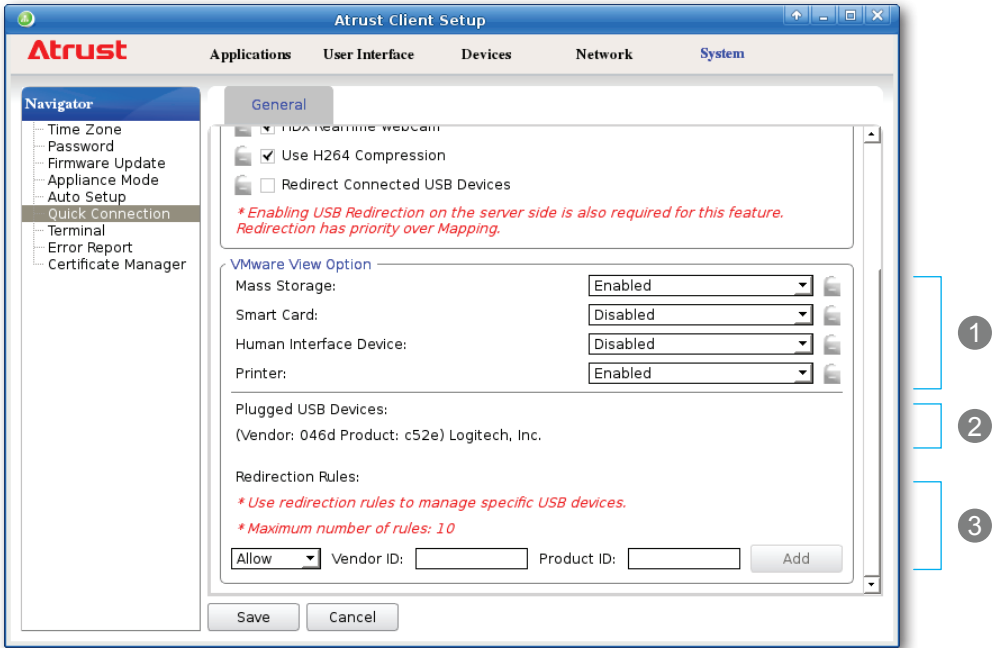 Atrust Client Setup
Atrust
Applications User Interface Devices Network System
Navigator
Time Zone
Password
Firmware Update
Appliance Mode
Auto Setup
Quick Connection
Terminal
Error Report
Certificate Manager
General
HDX Realtime Webcam
Use H264 Compression
Redirect Connected USB Devices
* Enabling USB Redirection on the server side is also required for this feature.
Redirection has priority over Mapping.
VMware View Option
Mass Storage: Enabled
Smart Card: Disabled
Human Interface Device: Disabled
Printer: Enabled
1
Plugged USB Devices:
(Vendor: 046d Product: c52e) Logitech, Inc.
2
Redirection Rules:
* Use redirection rules to manage specific USB devices.
* Maximum number of rules: 10
Allow Vendor ID: Product ID: Add
3
Save Cancel